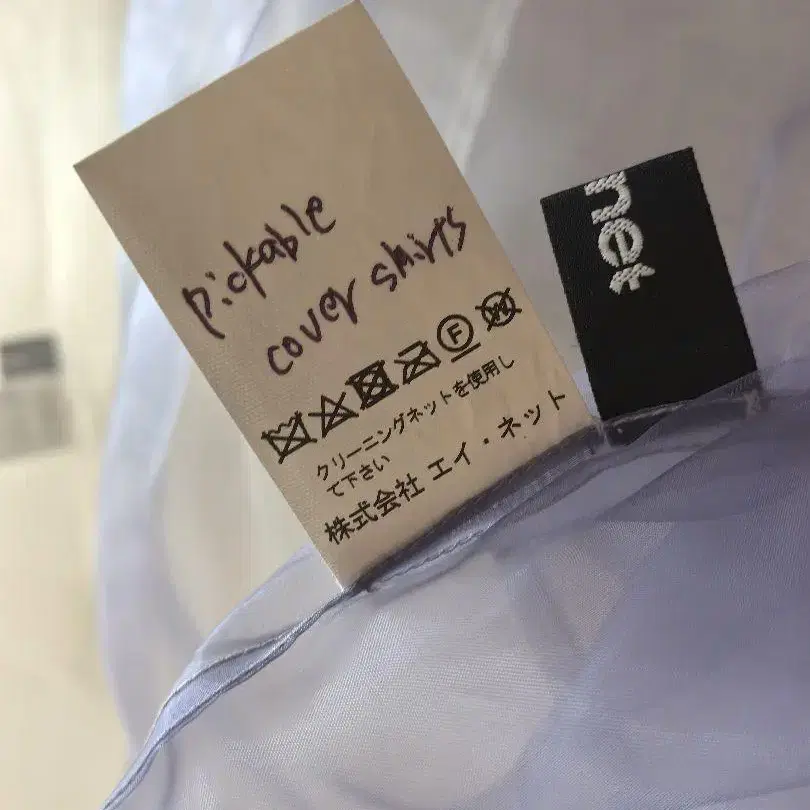 pickable
cover shirts
F
W
クリーニングネットを使用し
て下さい
株式会社 エイ・ネット
net